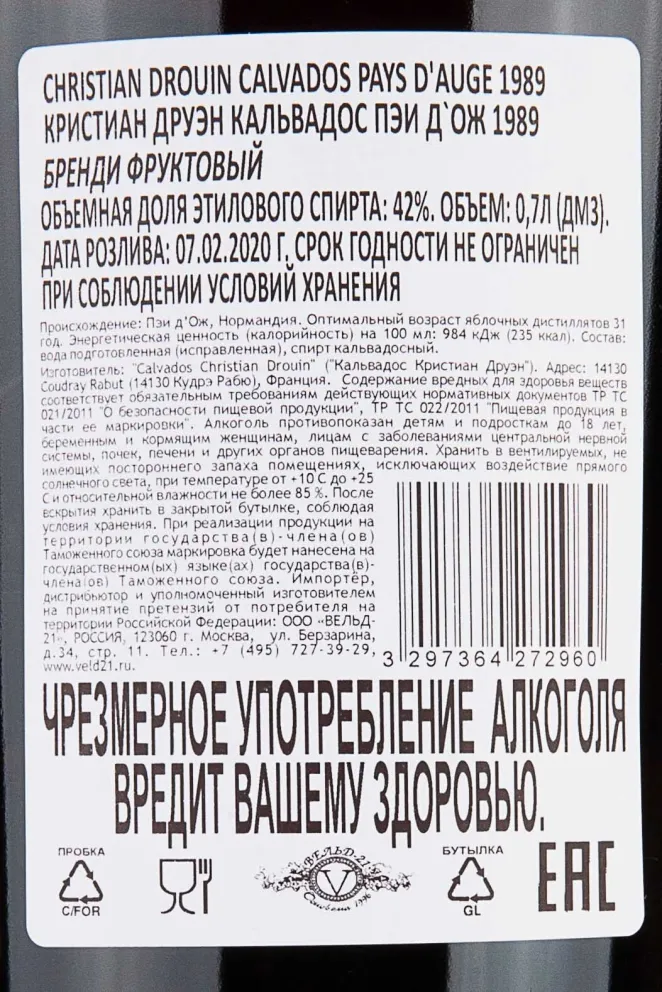 CHRISTIAN DROUIN CALVADOS PAYS D'AUGE 1989
КРИСТИАН ДРУЭН КАЛЬВАДОС ПЭИ Д`ОЖ 1989
БРЕНДИ ФРУКТОВЫЙ
ОБЪЕМНАЯ ДОЛЯ ЭТИЛОВОГО СПИРТА: 42%. ОБЪЕМ: 0,7Л (ДМ3).
ДАТА РОЗЛИВА: 07.02.2020 Г. СРОК ГОДНОСТИ НЕ ОГРАНИЧЕН
ПРИ СОБЛЮДЕНИИ УСЛОВИЙ ХРАНЕНИЯ
Происхождение: Пэи д'Ож, Нормандия. Оптимальный возраст яблочных дистиллятов 31
год. Энергетическая ценность (калорийность) на 100 мл: 984 кДж (235 ккал). Состав:
вода подготовленная (исправленная), спирт кальвадосный.
Изготовитель: "Calvados Christian Drouin" ("Кальвадос Кристиан Друэн"). Адрес: 14130
Coudray Rabut (14130 Кудрэ Рабю), Франция. Содержание вредных для здоровья веществ
соответствует обязательным требованиям действующих нормативных документов ТР ТС
021/2011 "О безопасности пищевой продукции", ТР ТС 022/2011 "Пищевая продукция в
части ее маркировки". Алкоголь противопоказан детям и подросткам до 18 лет,
беременным и кормящим женщинам, лицам с заболеваниями центральной нервной
системы, почек, печени и других органов пищеварения. Хранить в вентилируемых, не
имеющих постороннего запаха помещениях, исключающих воздействие прямого
солнечного света, при температуре от +10 С до +25
С и относительной влажности не более 85 %. После
вскрытия хранить в закрытой бутылке, соблюдая
условия хранения. При реализации продукции на
территории государства(в)-члена(ов)
Таможенного союза маркировка будет нанесена на
государственном(ых) языке(ах) государства(в)-
члена(ов) Таможенного союза. Импортёр,
дистрибьютор и уполномоченный изготовителем
на принятие претензий от потребителя на
территории Российской Федерации: ООО «ВЕЛЬД-
21», РОССИЯ, 123060 г. Москва, ул. Берзарина,
д.34, стр. 11. Тел.: +7 (495) 727-39-29,
www.veld21.ru.
3 297364 272960
ЧРЕЗМЕРНОЕ УПОТРЕБЛЕНИЕ АЛКОГОЛЯ
ВРЕДИТ ВАШЕМУ ЗДОРОВЬЮ.
ПРОБКА
C/FOR
ВЕЛЬД-21
V
Основана 1996
БУТЫЛКА
GL
EAC